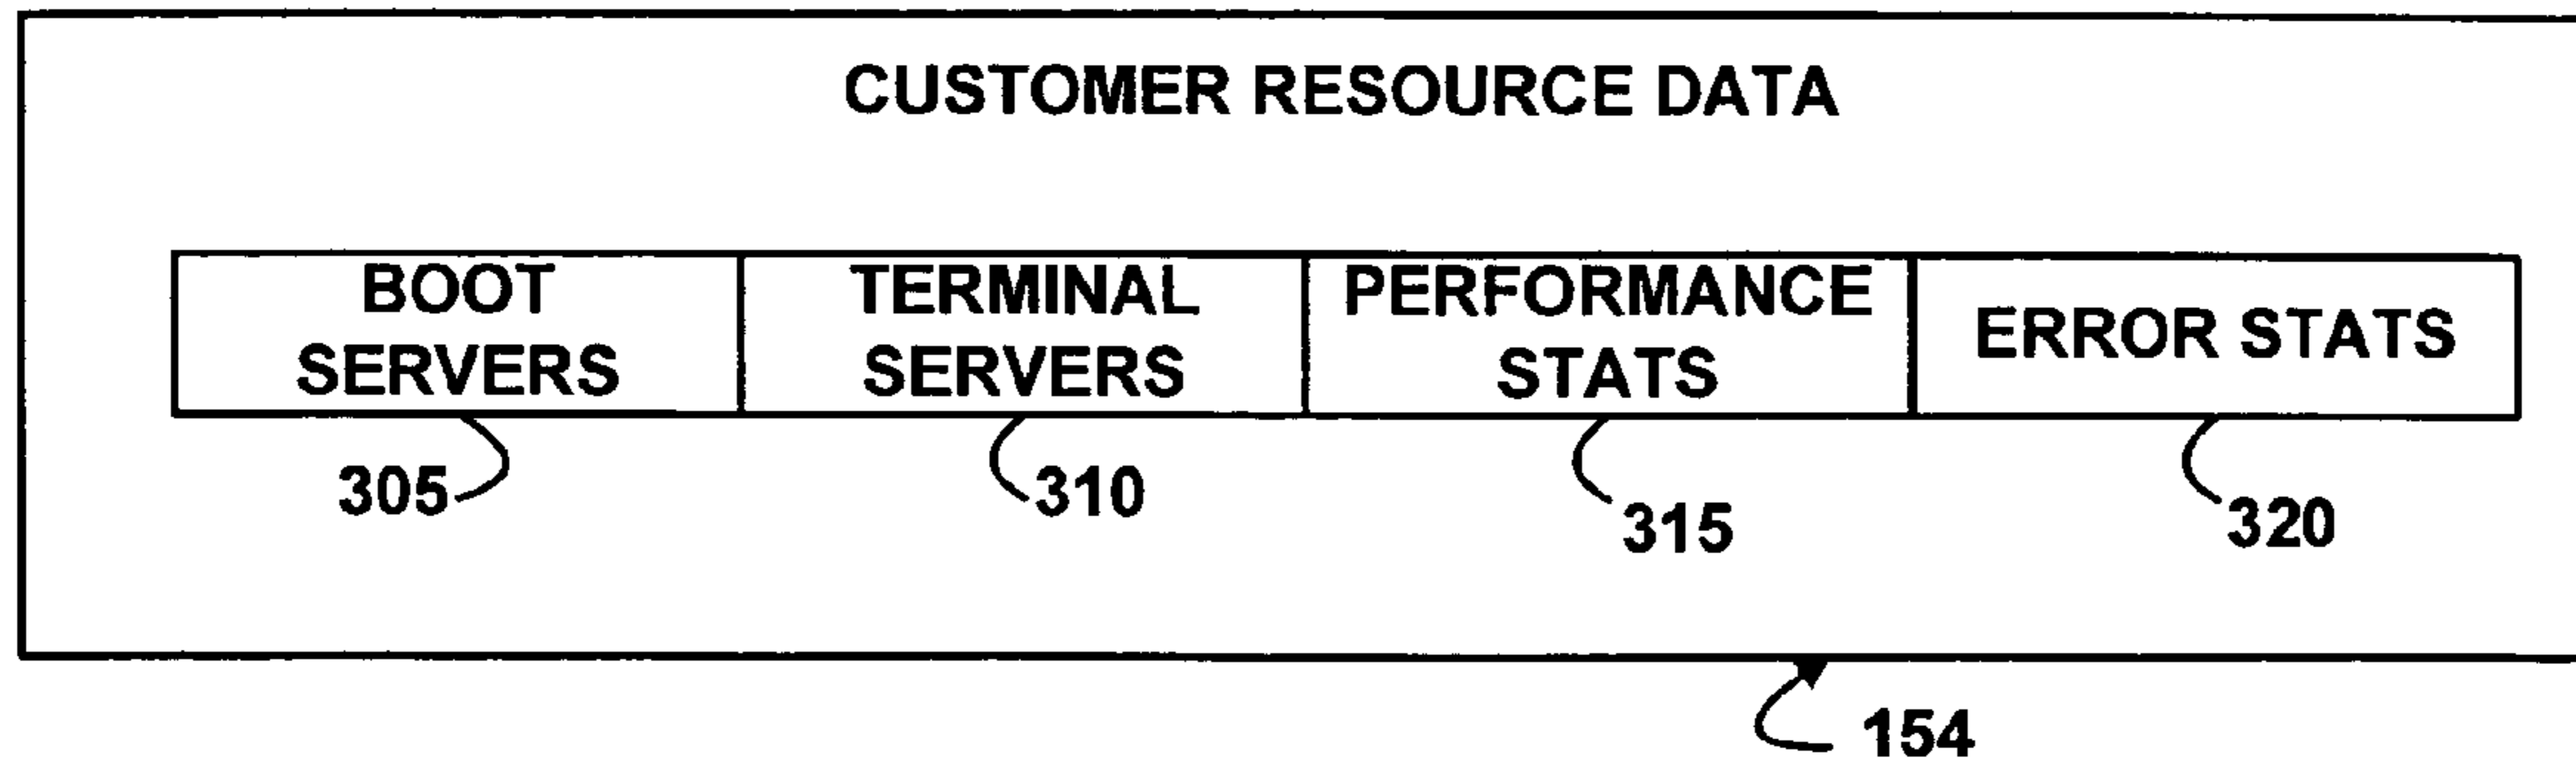 CUSTOMER RESOURCE DATA
BOOT
SERVERS
TERMINAL
SERVERS
PERFORMANCE
STATS
ERROR STATS
305
310
315
320
154